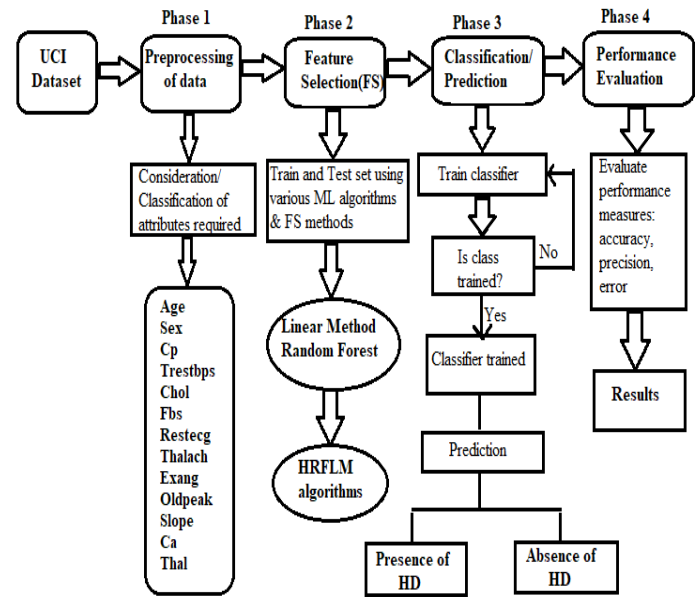 Phase 1
Phase 2
Phase 3
Phase 4
UCI
Dataset
Preprocessing
of data
Feature
Selection(FS)
Classification/
Prediction
Performance
Evaluation
Consideration/
Classification of
attributes required
Age
Sex
Cp
Trestbps
Chol
Fbs
Restecg
Thalach
Exang
Oldpeak
Slope
Ca
Thal
Train and Test set using
various ML algorithms
& FS methods
Linear Method
Random Forest
HRFLM
algorithms
Train classifier
Is class
trained?
No
Yes
Classifier trained
Prediction
Presence of
HD
Absence of
HD
Evaluate
performance
measures:
accuracy,
precision,
error
Results